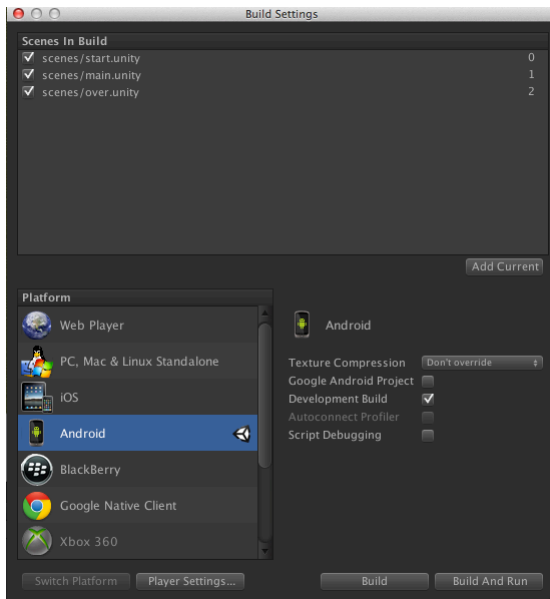 Build Settings
Scenes In Build
scenes/start.unity 0
scenes/main.unity 1
scenes/over.unity 2
Add Current
Platform
Web Player
PC, Mac & Linux Standalone
iOS
Android
BlackBerry
Google Native Client
Xbox 360
Android
Texture Compression Don't override
Google Android Project
Development Build
Autoconnect Profiler
Script Debugging
Switch Platform Player Settings... Build Build And Run